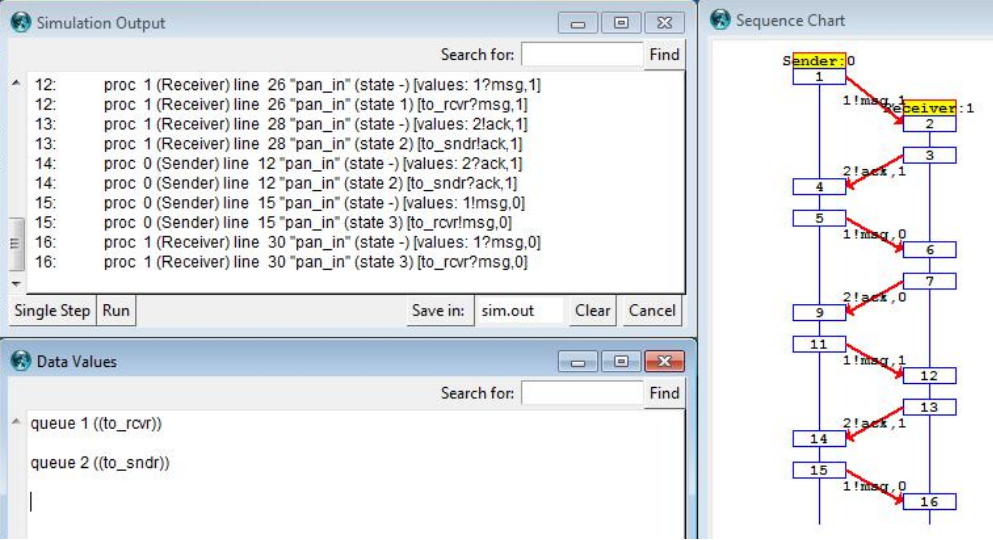 Simulation Output
Search for:
Find
12: proc 1 (Receiver) line 26 "pan_in" (state -) [values: 1?msg,1]
12: proc 1 (Receiver) line 26 "pan_in" (state 1) [to_rcvr?msg,1]
13: proc 1 (Receiver) line 28 "pan_in" (state -) [values: 2!ack,1]
13: proc 1 (Receiver) line 28 "pan_in" (state 2) [to_sndr!ack,1]
14: proc 0 (Sender) line 12 "pan_in" (state -) [values: 2?ack,1]
14: proc 0 (Sender) line 12 "pan_in" (state 2) [to_sndr?ack,1]
15: proc 0 (Sender) line 15 "pan_in" (state -) [values: 1!msg,0]
15: proc 0 (Sender) line 15 "pan_in" (state 3) [to_rcvr!msg,0]
16: proc 1 (Receiver) line 30 "pan_in" (state -) [values: 1?msg,0]
16: proc 1 (Receiver) line 30 "pan_in" (state 3) [to_rcvr?msg,0]
Single Step
Run
Save in:
sim.out
Clear
Cancel
Data Values
Search for:
Find
queue 1 ((to_rcvr))
queue 2 ((to_sndr))
Sequence Chart
Sender:0
1
1!msg,1
Receiver:1
2
3
2!ack,1
4
5
1!msg,0
6
7
2!ack,0
9
11
1!msg,1
12
13
2!ack,1
14
15
1!msg,0
16